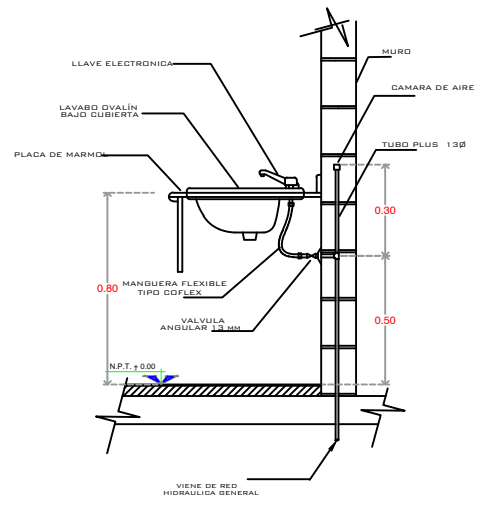 MURO
LLAVE ELECTRONICA
CAMARA DE AIRE
LAVABO OVALÍN
BAJO CUBIERTA
TUBO PLUS 13Ø
PLACA DE MARMOL
0.30
0.80
MANGUERA FLEXIBLE
TIPO COFLEX
VALVULA
ANGULAR 13 MM
0.50
N.P.T. ± 0.00
VIENE DE RED
HIDRAULICA GENERAL